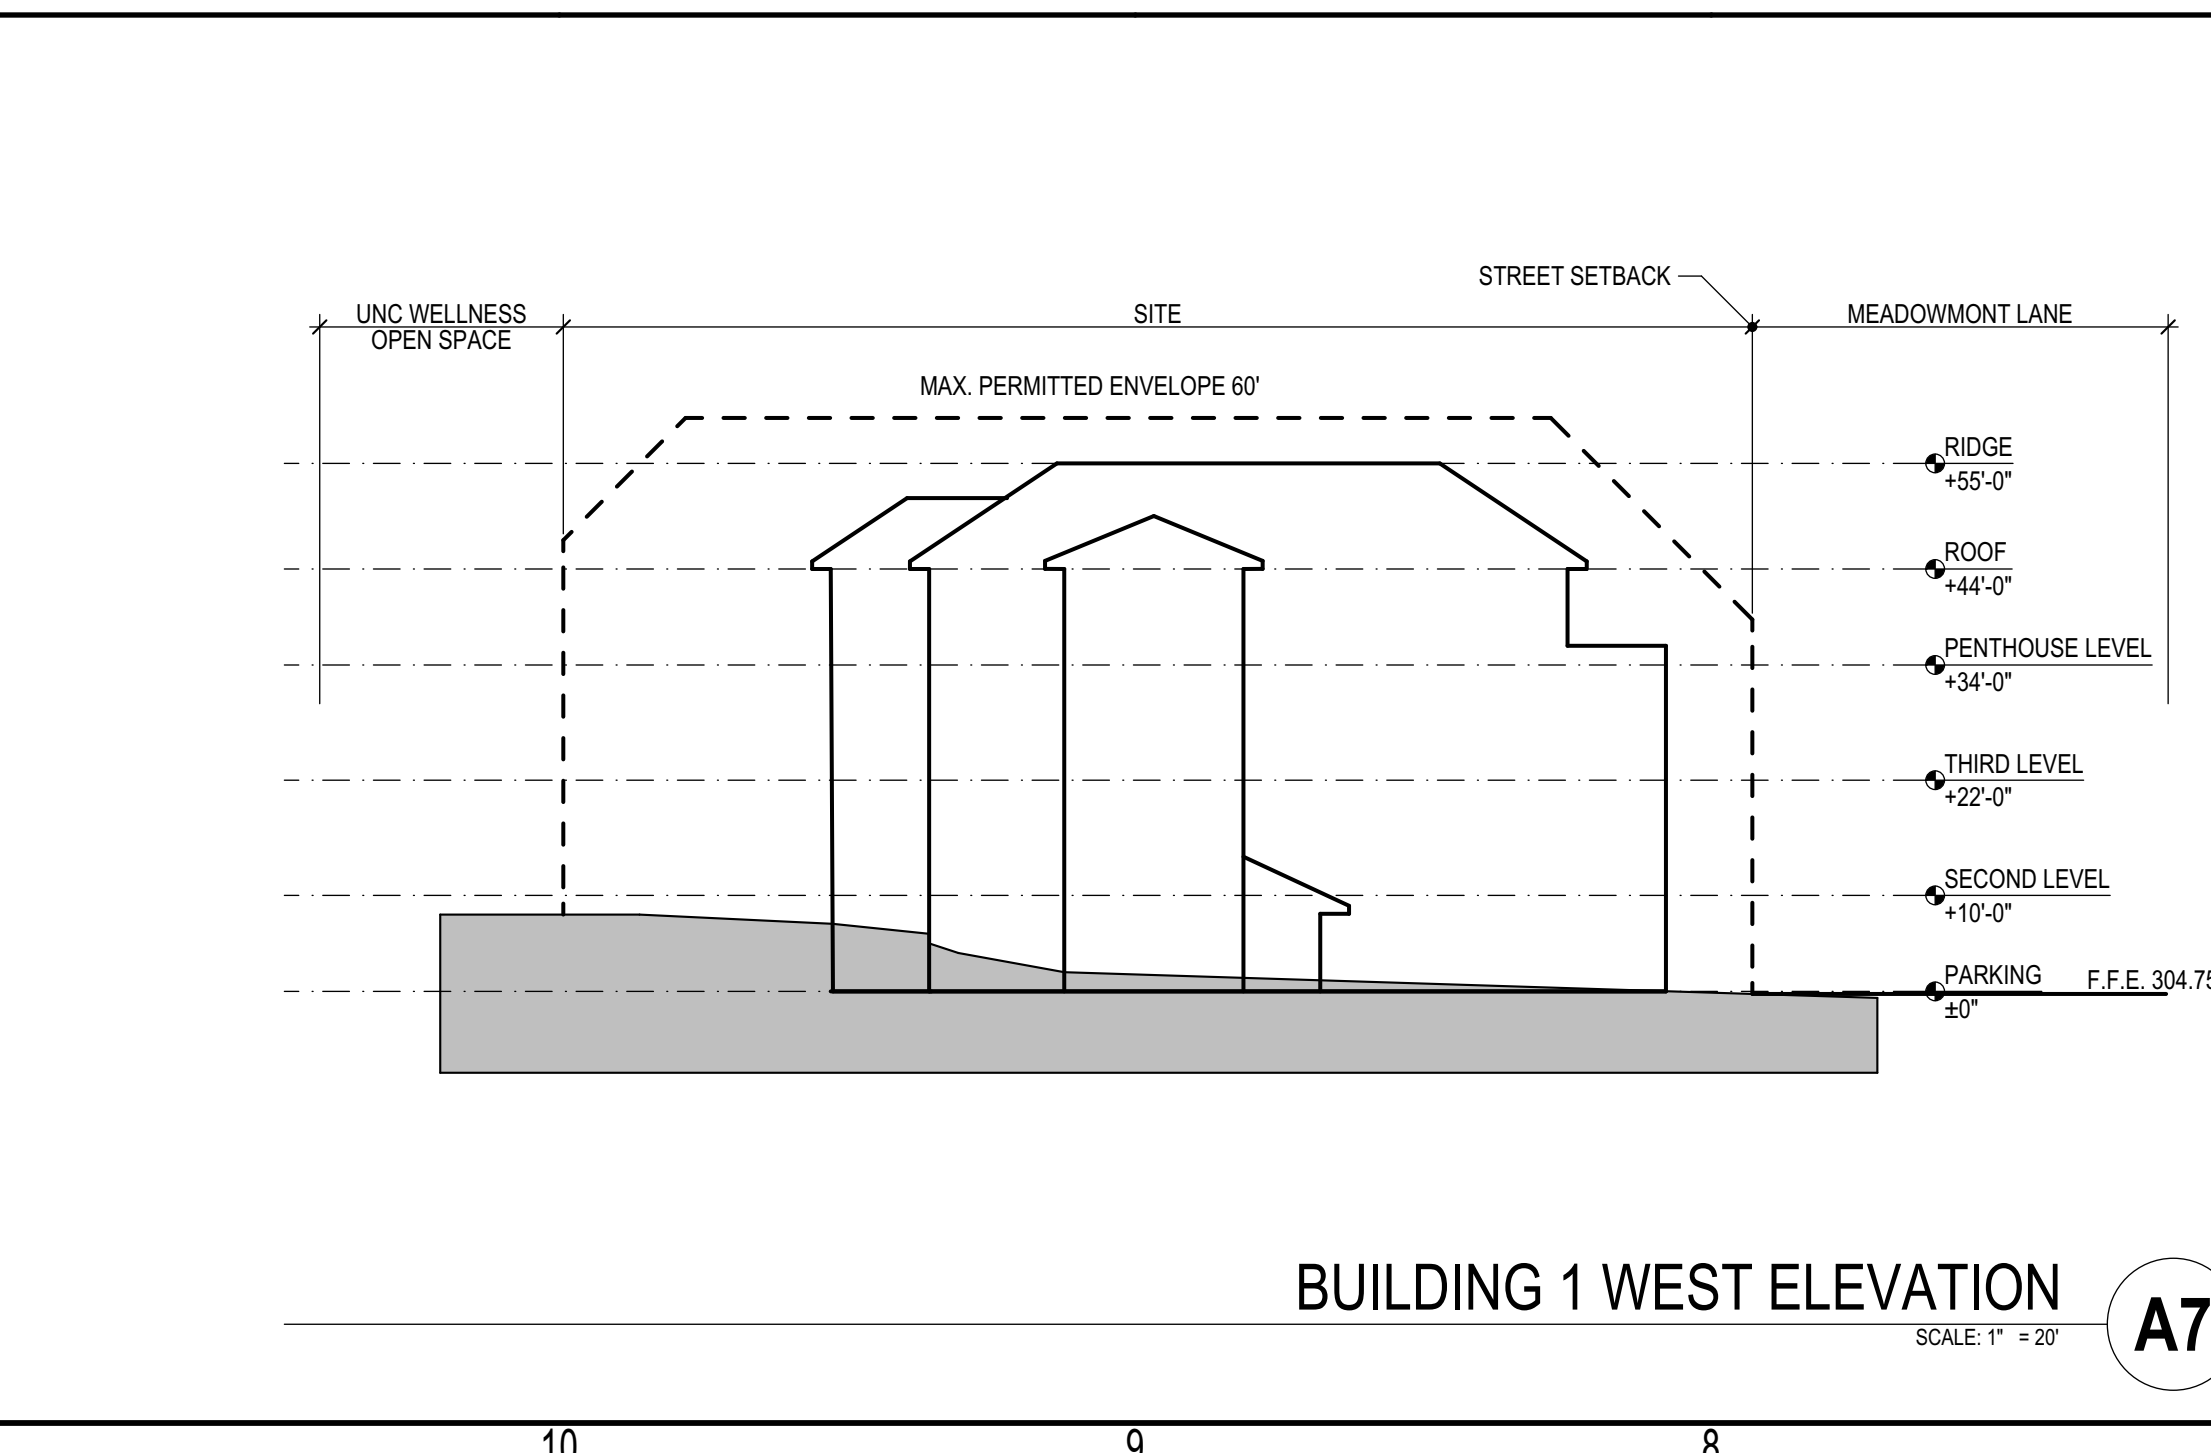 STREET SETBACK
UNC WELLNESS
OPEN SPACE
SITE
MEADOWMONT LANE
MAX. PERMITTED ENVELOPE 60'
RIDGE
+55'-0"
ROOF
+44'-0"
PENTHOUSE LEVEL
+34'-0"
THIRD LEVEL
+22'-0"
SECOND LEVEL
+10'-0"
PARKING
±0"
F.F.E. 304.75
BUILDING 1 WEST ELEVATION
SCALE: 1" = 20'
A7
10
9
8